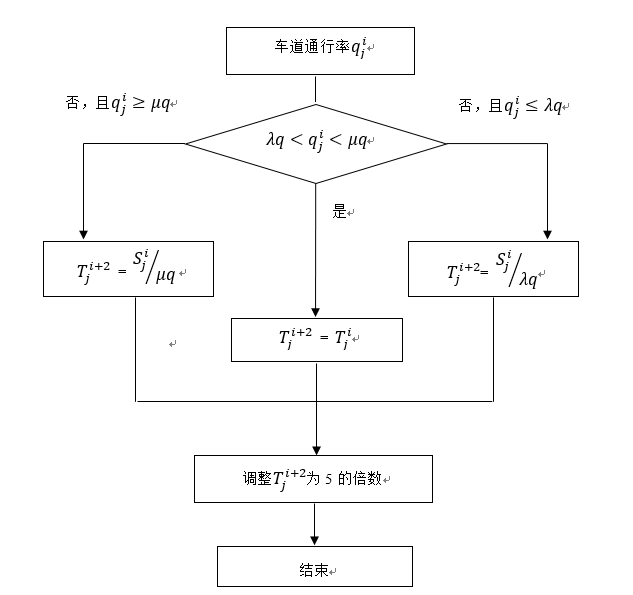 车道通行率qʲⁱ
否，且q_j^i ≥ μq
否，且q_j^i ≤ λq
λq < q_j^i < μq
是
T_j^{i+2} = S_j^i/μq
T_j^{i+2} = S_j^i/λq
T_j^{i+2} = T_j^i
调整T_j^{i+2}为 5 的倍数
结束